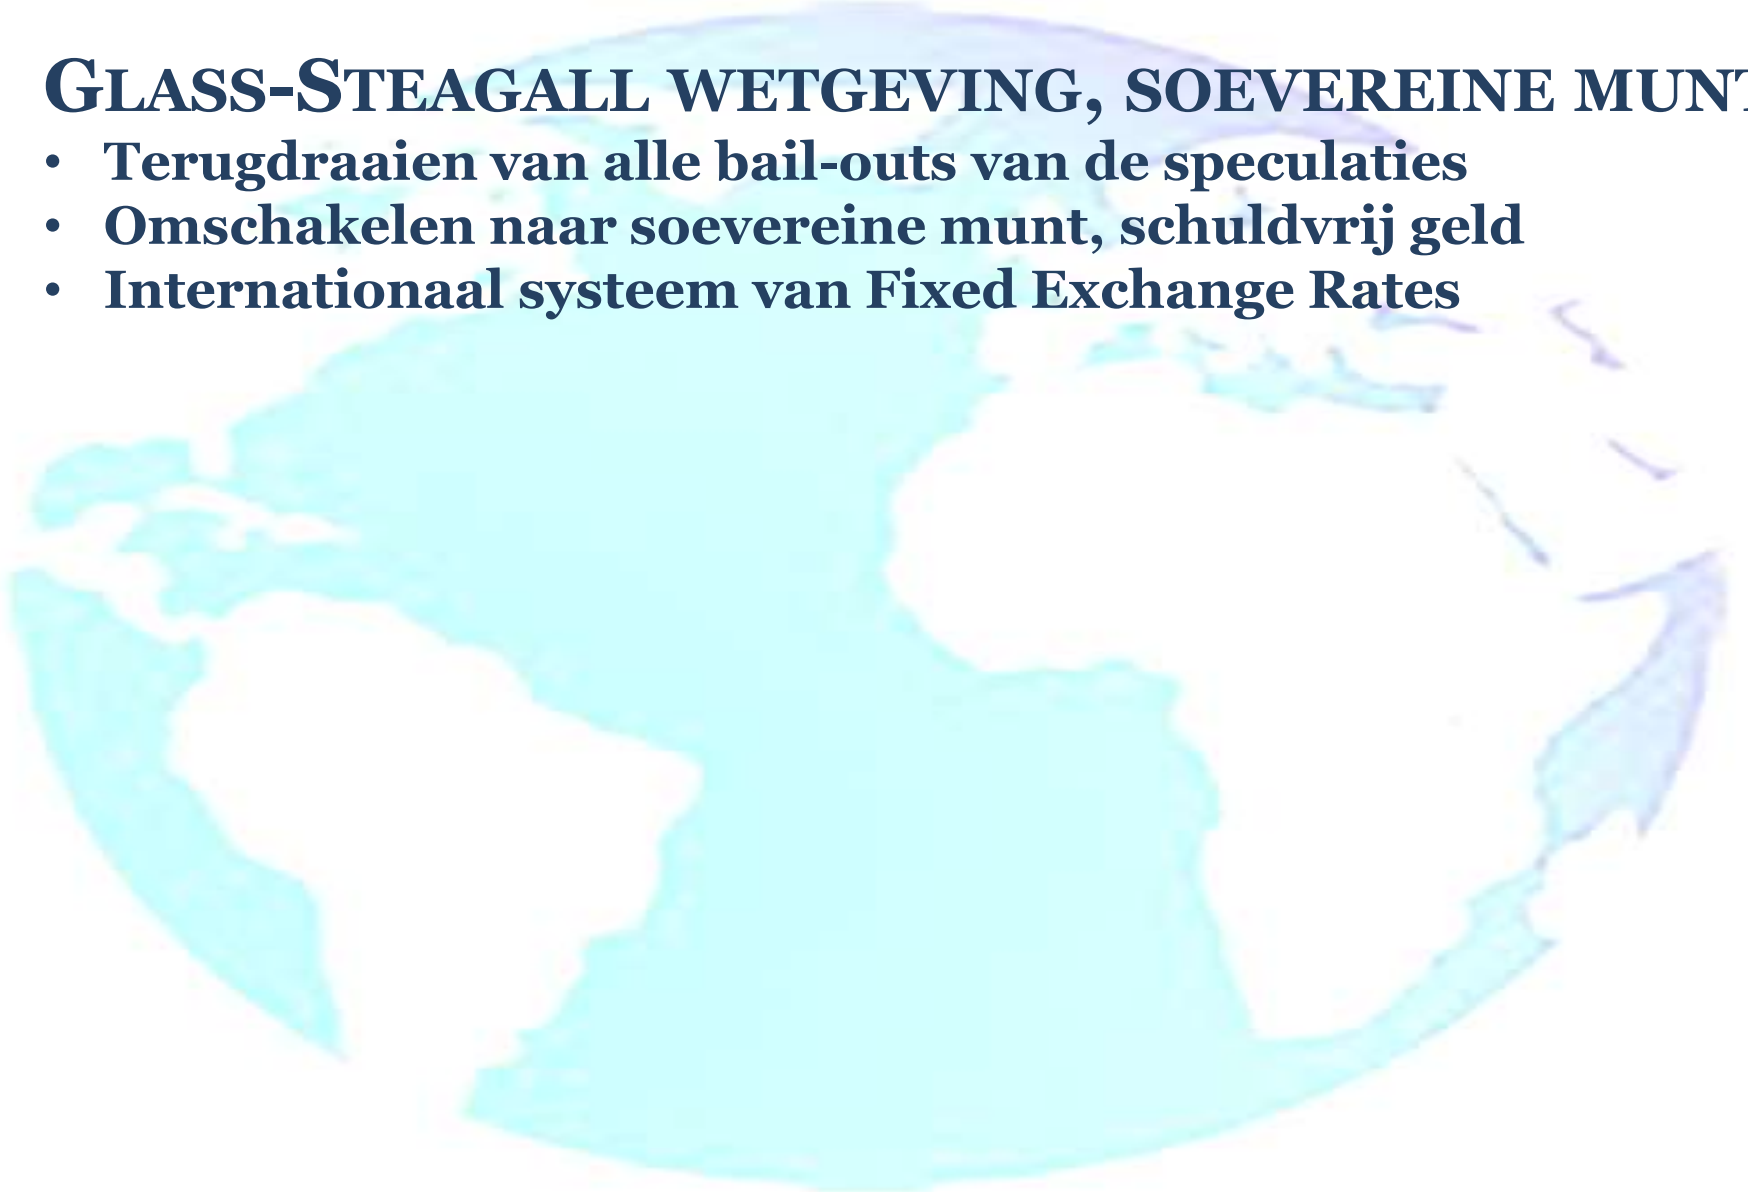 Glass-Steagall wetgeving, soevereine munt
• Terugdraaien van alle bail-outs van de speculaties
• Omschakelen naar soevereine munt, schuldvrij geld
• Internationaal systeem van Fixed Exchange Rates